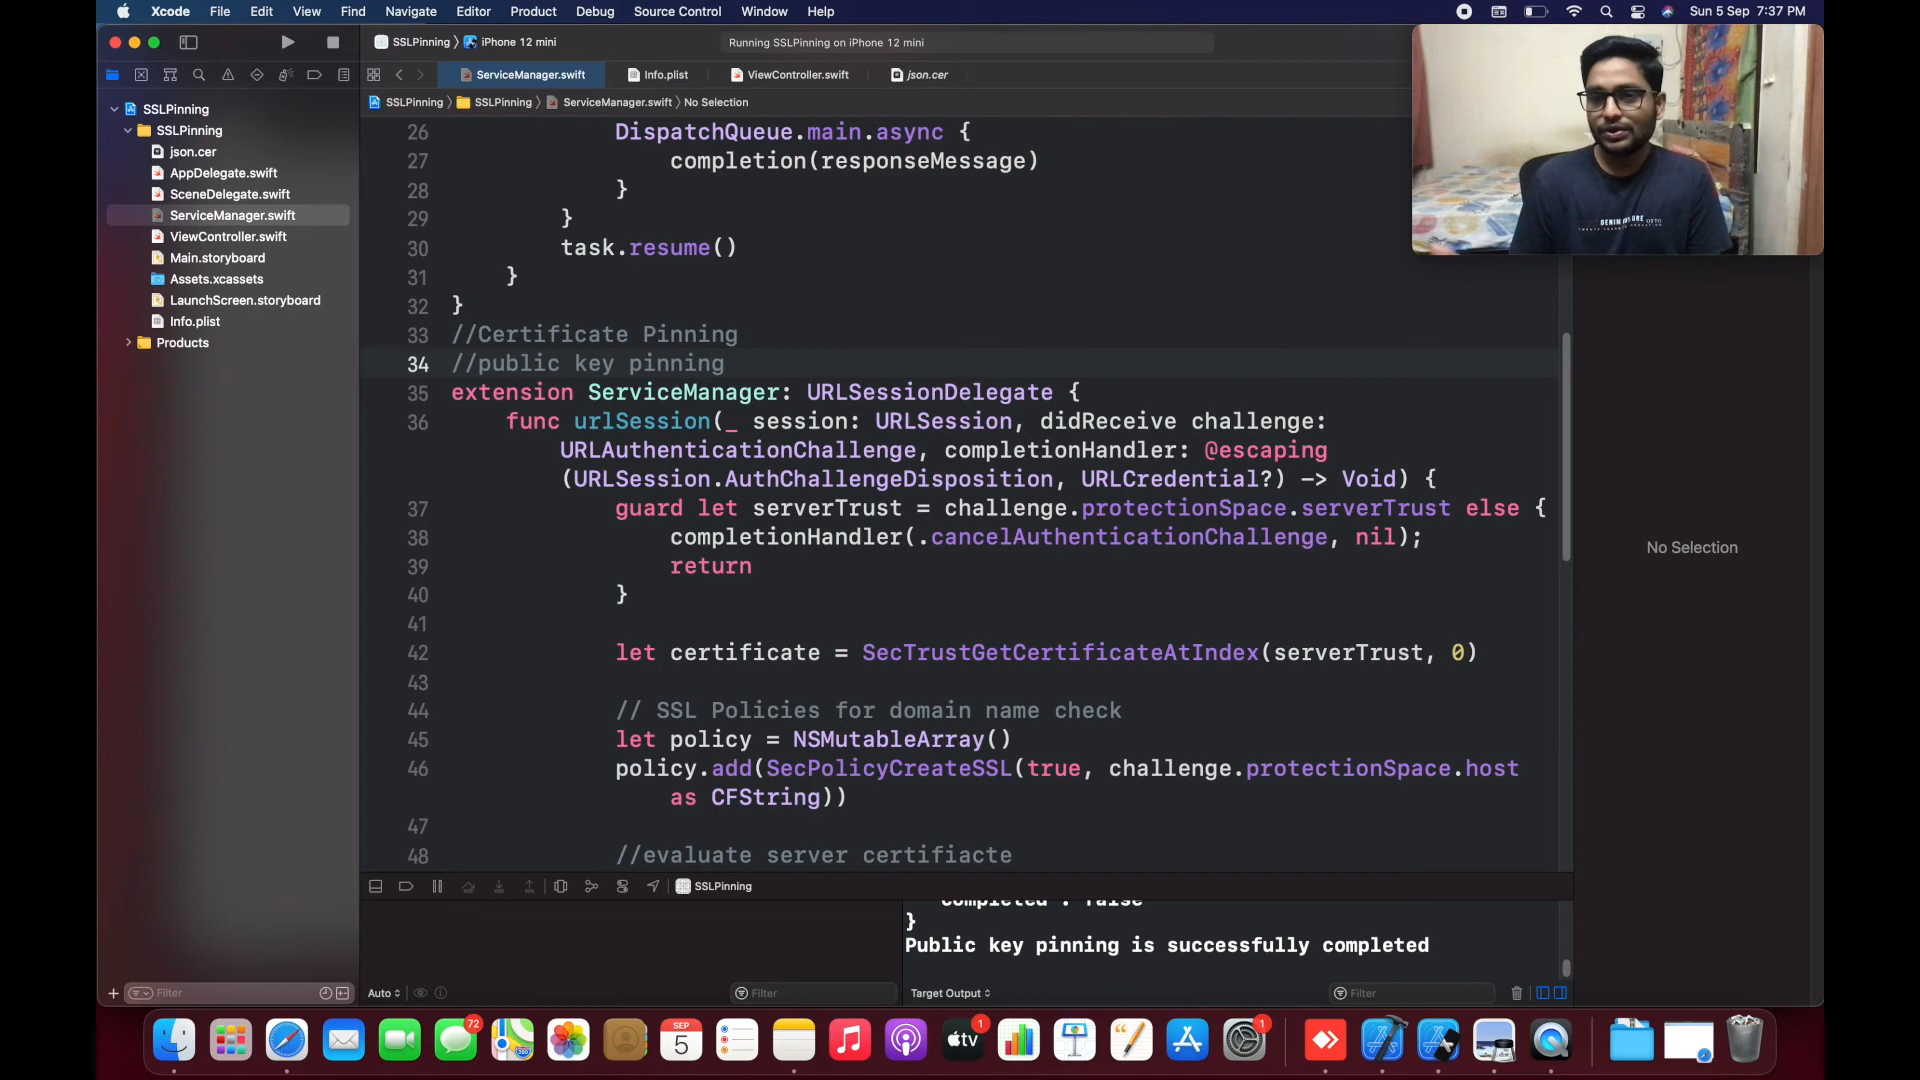 Xcode File Edit View Find Navigate Editor Product Debug Source Control Window Help
Sun 5 Sep 7:37 PM
SSLPinning iPhone 12 mini
Running SSLPinning on iPhone 12 mini
ServiceManager.swift Info.plist ViewController.swift json.cer
SSLPinning SSLPinning ServiceManager.swift No Selection
SSLPinning
SSLPinning
json.cer
AppDelegate.swift
SceneDelegate.swift
ServiceManager.swift
ViewController.swift
Main.storyboard
Assets.xcassets
LaunchScreen.storyboard
Info.plist
Products
26 DispatchQueue.main.async {
27 completion(responseMessage)
28 }
29 }
30 task.resume()
31 }
32 }
33 //Certificate Pinning
34 //public key pinning
35 extension ServiceManager: URLSessionDelegate {
36 func urlSession(_ session: URLSession, didReceive challenge:
URLAuthenticationChallenge, completionHandler: @escaping
(URLSession.AuthChallengeDisposition, URLCredential?) -> Void) {
37 guard let serverTrust = challenge.protectionSpace.serverTrust else {
38 completionHandler(.cancelAuthenticationChallenge, nil);
39 return
40 }
41
42 let certificate = SecTrustGetCertificateAtIndex(serverTrust, 0)
43
44 // SSL Policies for domain name check
45 let policy = NSMutableArray()
46 policy.add(SecPolicyCreateSSL(true, challenge.protectionSpace.host
as CFString))
47
48 //evaluate server certifiacte
No Selection
SSLPinning
completed : false
}
Public key pinning is successfully completed
Filter
Auto
Filter
Target Output
Filter
72
SEP
5
tv
1
1